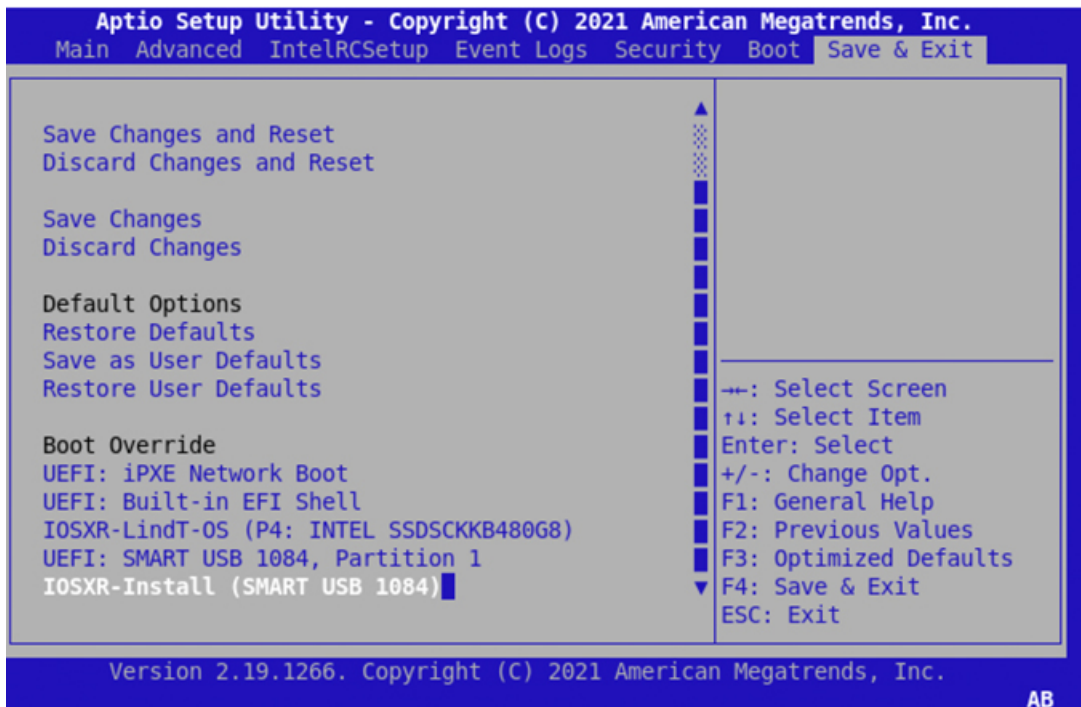 Aptio Setup Utility - Copyright (C) 2021 American Megatrends, Inc.
Main Advanced IntelRCSetup Event Logs Security Boot Save & Exit
Save Changes and Reset
Discard Changes and Reset
Save Changes
Discard Changes
Default Options
Restore Defaults
Save as User Defaults
Restore User Defaults
Boot Override
UEFI: iPXE Network Boot
UEFI: Built-in EFI Shell
IOSXR-LindT-OS (P4: INTEL SSDSCKKB480G8)
UEFI: SMART USB 1084, Partition 1
IOSXR-Install (SMART USB 1084)
→←: Select Screen
↑↓: Select Item
Enter: Select
+/-: Change Opt.
F1: General Help
F2: Previous Values
F3: Optimized Defaults
F4: Save & Exit
ESC: Exit
Version 2.19.1266. Copyright (C) 2021 American Megatrends, Inc.
AB